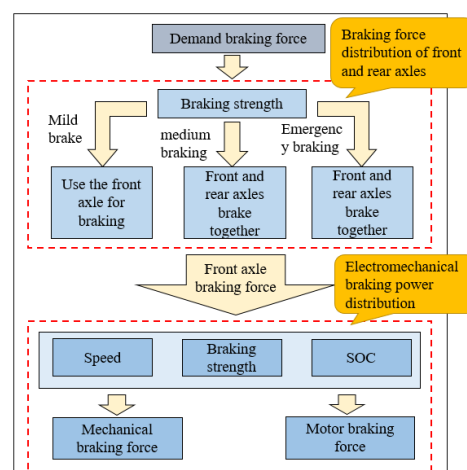 Demand braking force
Braking force
distribution of front
and rear axles
Braking strength
Mild
brake
medium
braking
Emergenc
y braking
Use the front
axle for
braking
Front and
rear axles
brake
together
Front and
rear axles
brake
together
Front axle
braking force
Electromechanical
braking power
distribution
Speed
Braking
strength
SOC
Mechanical
braking force
Motor braking
force